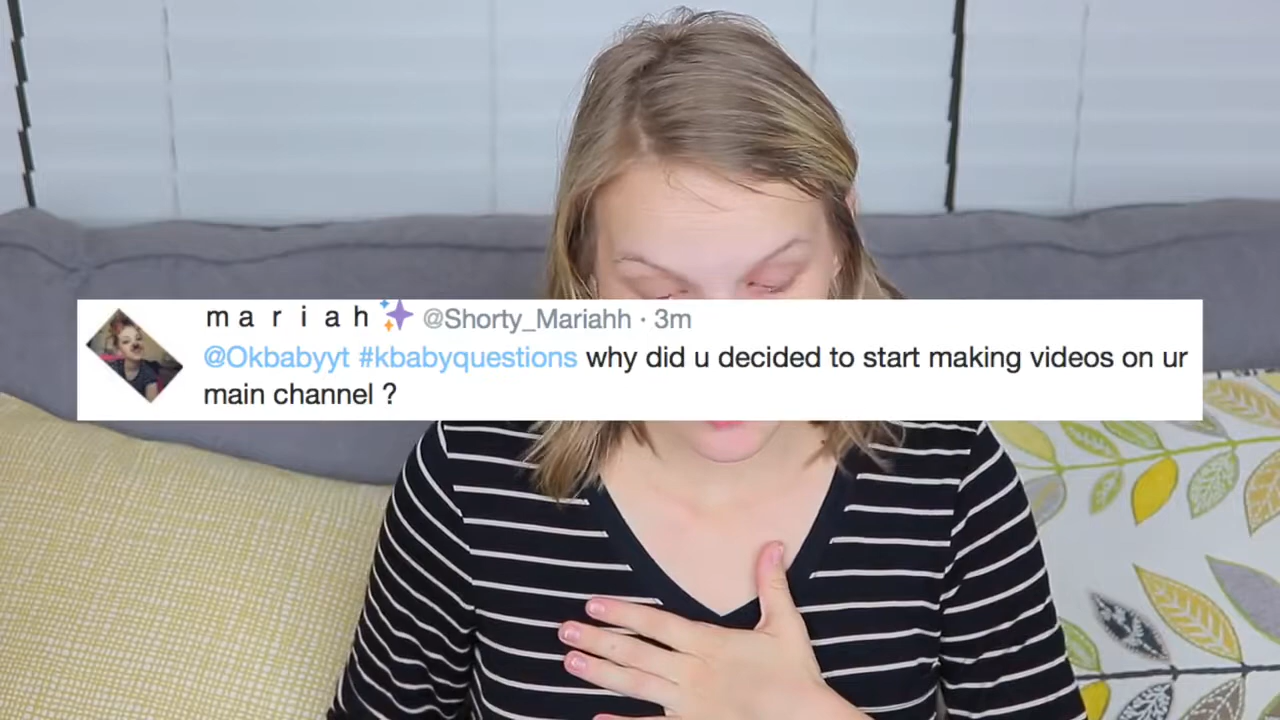 m a r i a h @Shorty_Mariahh · 3m
@Okbabyyt #kbabyquestions why did u decided to start making videos on ur
main channel ?